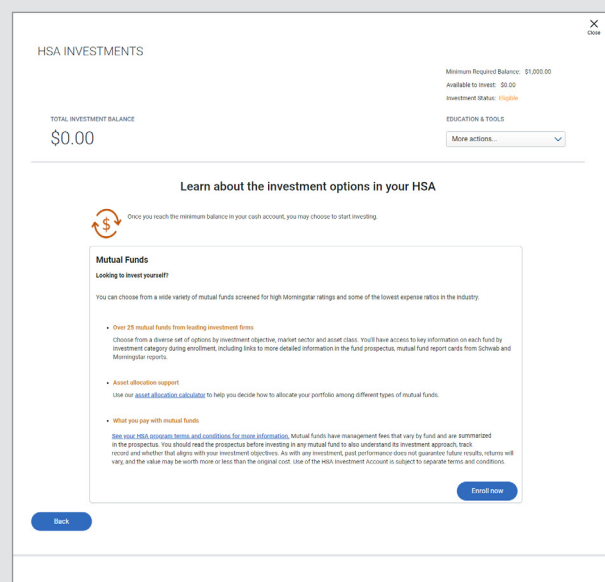 Close
HSA INVESTMENTS
Minimum Required Balance: $1,000.00
Available to Invest: $0.00
Investment Status: Eligible
TOTAL INVESTMENT BALANCE
EDUCATION & TOOLS
$0.00
More actions...
Learn about the investment options in your HSA
Once you reach the minimum balance in your cash account, you may choose to start investing.
Mutual Funds
Looking to invest yourself?
You can choose from a wide variety of mutual funds screened for high Morningstar ratings and some of the lowest expense ratios in the industry.
• Over 25 mutual funds from leading investment firms
Choose from a diverse set of options by investment objective, market sector and asset class. You'll have access to key information on each fund by
investment category during enrollment, including links to more detailed information in the fund prospectus, mutual fund report cards from Schwab and
Morningstar reports.
• Asset allocation support
Use our asset allocation calculator to help you decide how to allocate your portfolio among different types of mutual funds.
• What you pay with mutual funds
See your HSA program terms and conditions for more information. Mutual funds have management fees that vary by fund and are summarized
in the prospectus. You should read the prospectus before investing in any mutual fund to also understand its investment approach, track
record and whether that aligns with your investment objectives. As with any investment, past performance does not guarantee future results, returns will
vary, and the value may be worth more or less than the original cost. Use of the HSA Investment Account is subject to separate terms and conditions.
Enroll now
Back